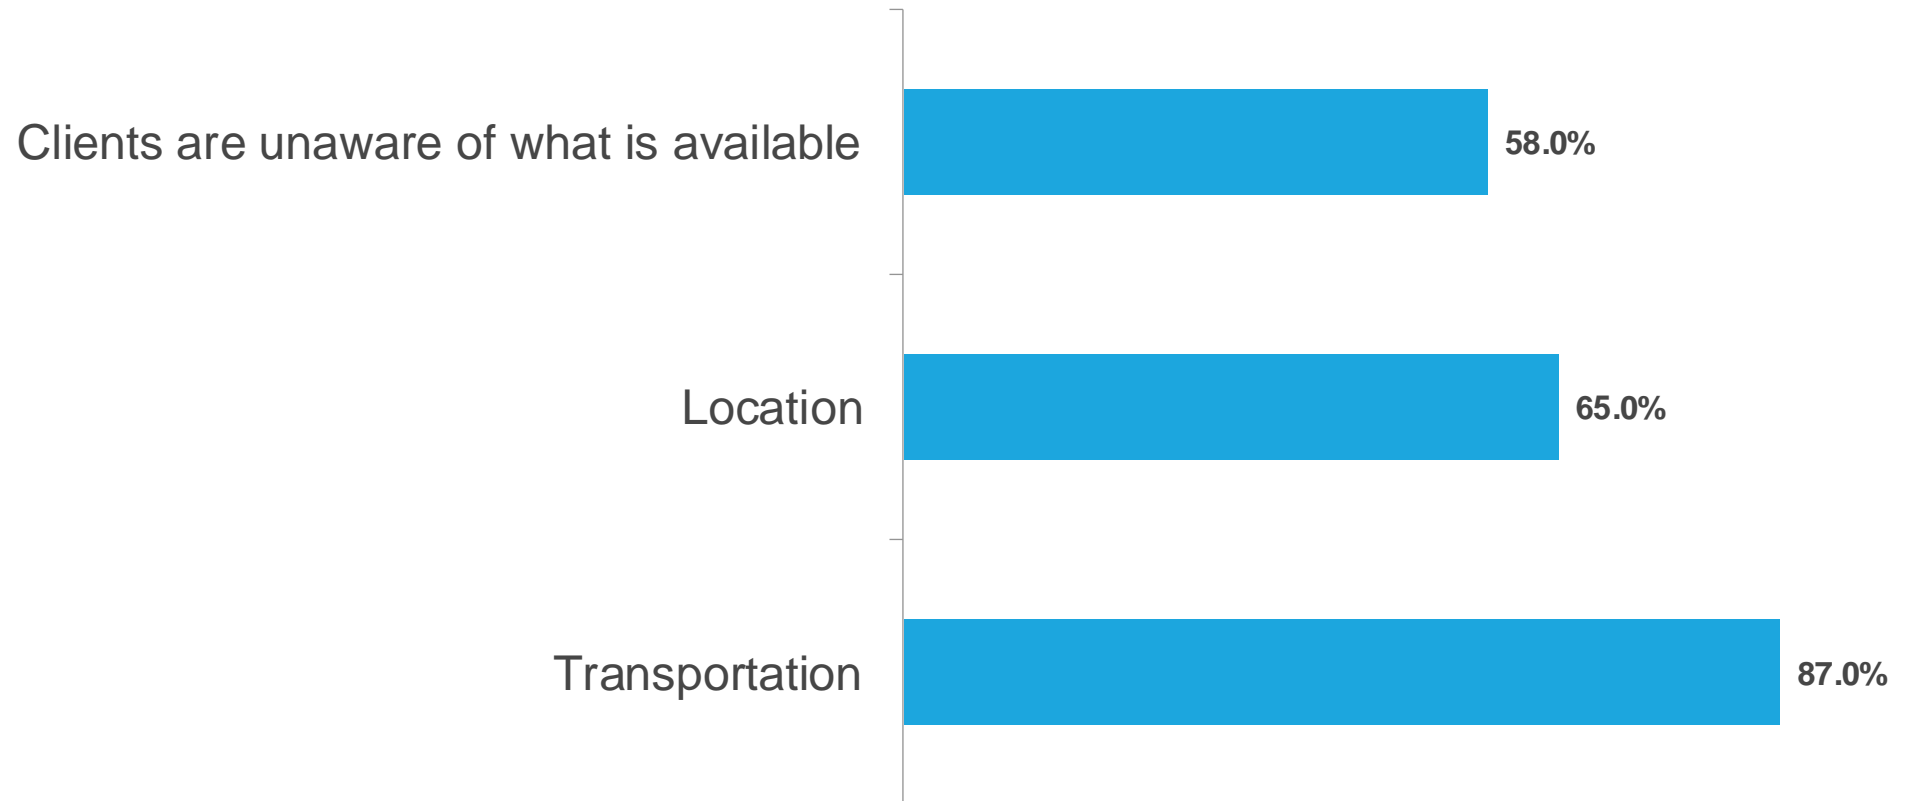 Clients are unaware of what is available
58.0%
Location
65.0%
Transportation
87.0%